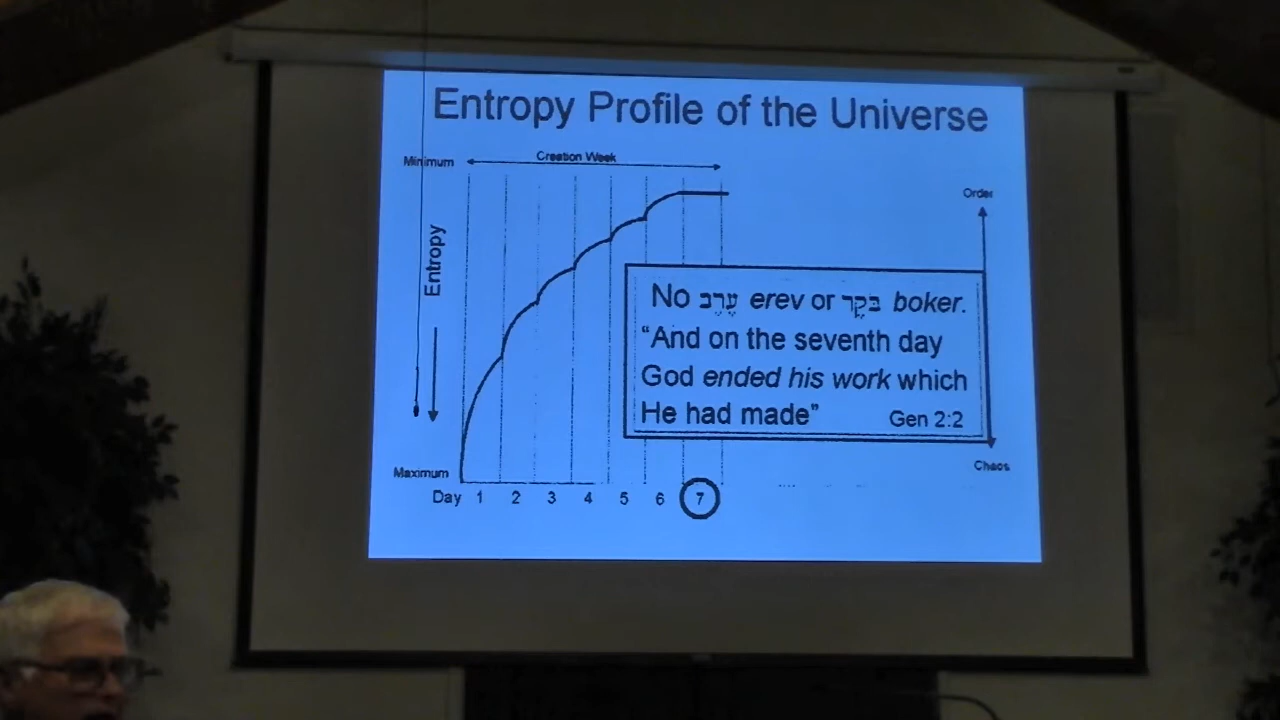 Entropy Profile of the Universe
Minimum
Creation Week
Order
Entropy
No עֶרֶב erev or בֹּקֶר boker.
“And on the seventh day
God ended his work which
He had made” Gen 2:2
Maximum
Chaos
Day 1 2 3 4 5 6 7